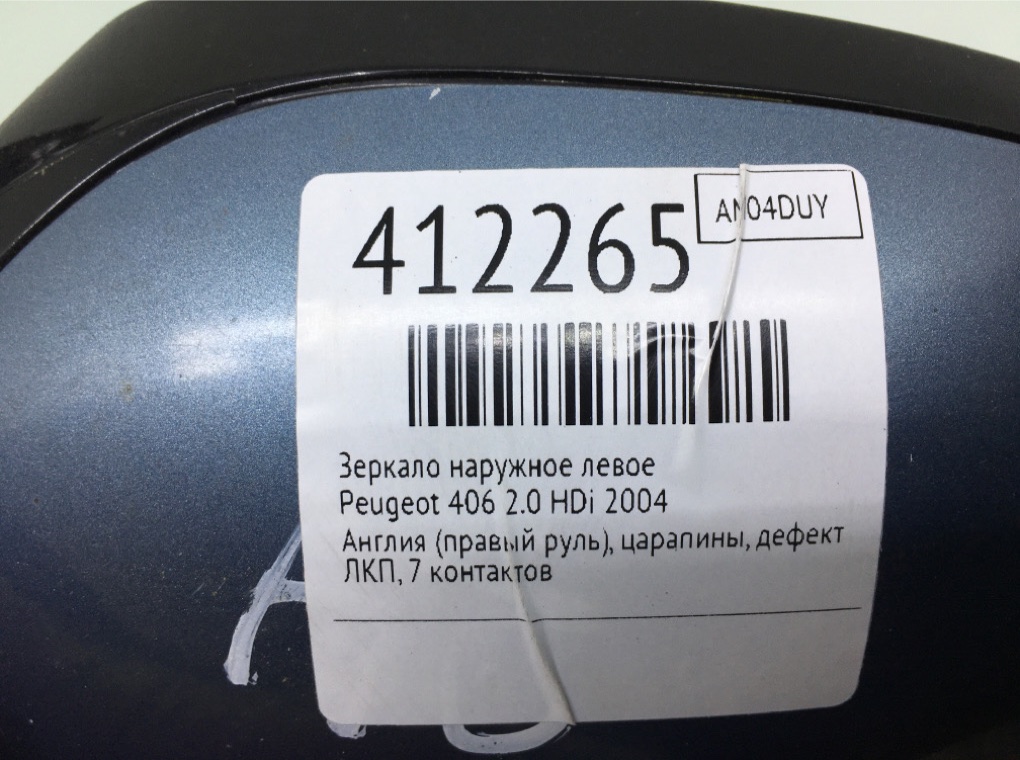 412265
AN04DUY
Зеркало наружное левое
Peugeot 406 2.0 HDi 2004
Англия (правый руль), царапины, дефект
ЛКП, 7 контактов